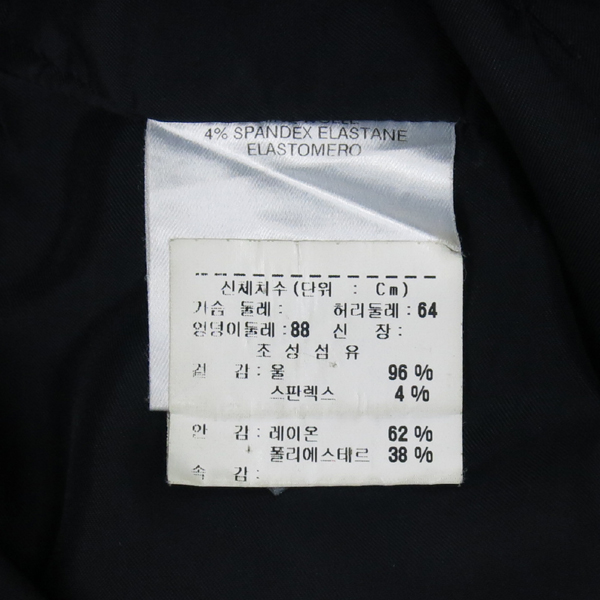 4% SPANDEX ELASTANE
ELASTOMERO
신체치수 (단위 : Cm)
가슴 둘레 : 허리둘레 : 64
엉덩이둘레 : 88 신 장 :
조 성 섬 유
겉 감 : 울 96 %
스판렉스 4 %
안 감 : 레이온 62 %
폴리에스테르 38 %
속 감 :